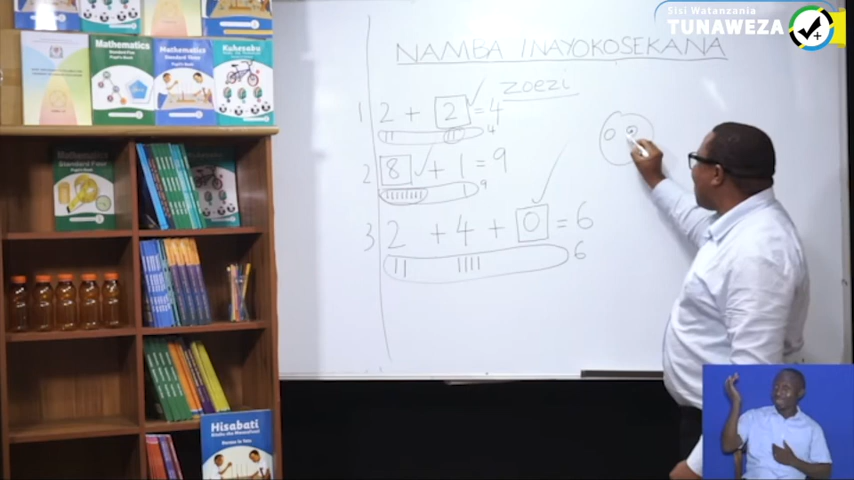 Sisi Watanzania
TUNAWEZA
NAMBA INAYOKOSEKANA
zoezi
1 2 + 2 = 4
4
2 8 + 1 = 9
9
3 2 + 4 + 0 = 6
6
Mathematics
Mathematics
Kuhesabu
Mathematics
Standard Four
Hisabati